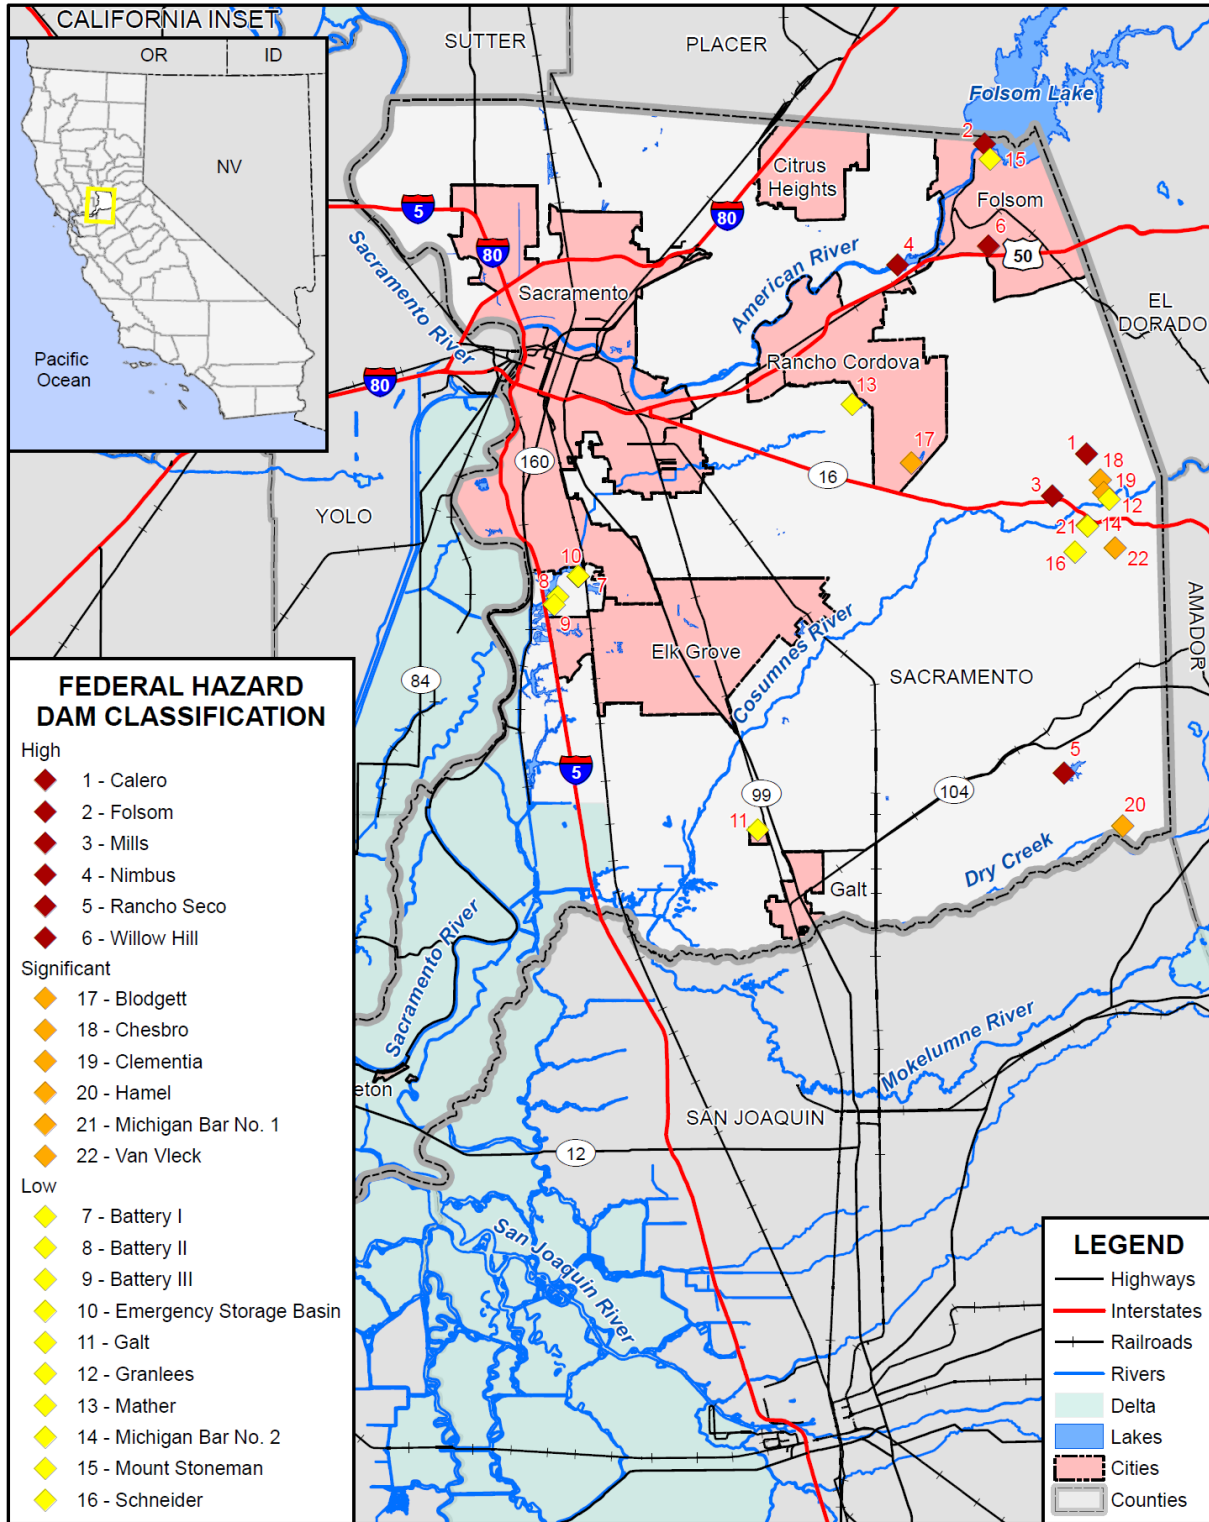 CALIFORNIA INSET
OR
ID
NV
Pacific
Ocean
SUTTER
PLACER
Folsom Lake
2
15
Citrus
Heights
Folsom
5
80
80
6
50
4
Sacramento River
American River
Sacramento
EL
DORADO
Rancho Cordova
80
13
17
1
160
16
18
3
19
12
YOLO
21
14
16
22
10
8
7
9
AMADOR
Elk Grove
Cosumnes River
SACRAMENTO
84
5
5
99
104
11
20
Dry Creek
Galt
Sacramento River
Mokelumne River
eton
SAN JOAQUIN
12
San Joaquin River
FEDERAL HAZARD
DAM CLASSIFICATION
High
1 - Calero
2 - Folsom
3 - Mills
4 - Nimbus
5 - Rancho Seco
6 - Willow Hill
Significant
17 - Blodgett
18 - Chesbro
19 - Clementia
20 - Hamel
21 - Michigan Bar No. 1
22 - Van Vleck
Low
7 - Battery I
8 - Battery II
9 - Battery III
10 - Emergency Storage Basin
11 - Galt
12 - Granlees
13 - Mather
14 - Michigan Bar No. 2
15 - Mount Stoneman
16 - Schneider
LEGEND
Highways
Interstates
Railroads
Rivers
Delta
Lakes
Cities
Counties